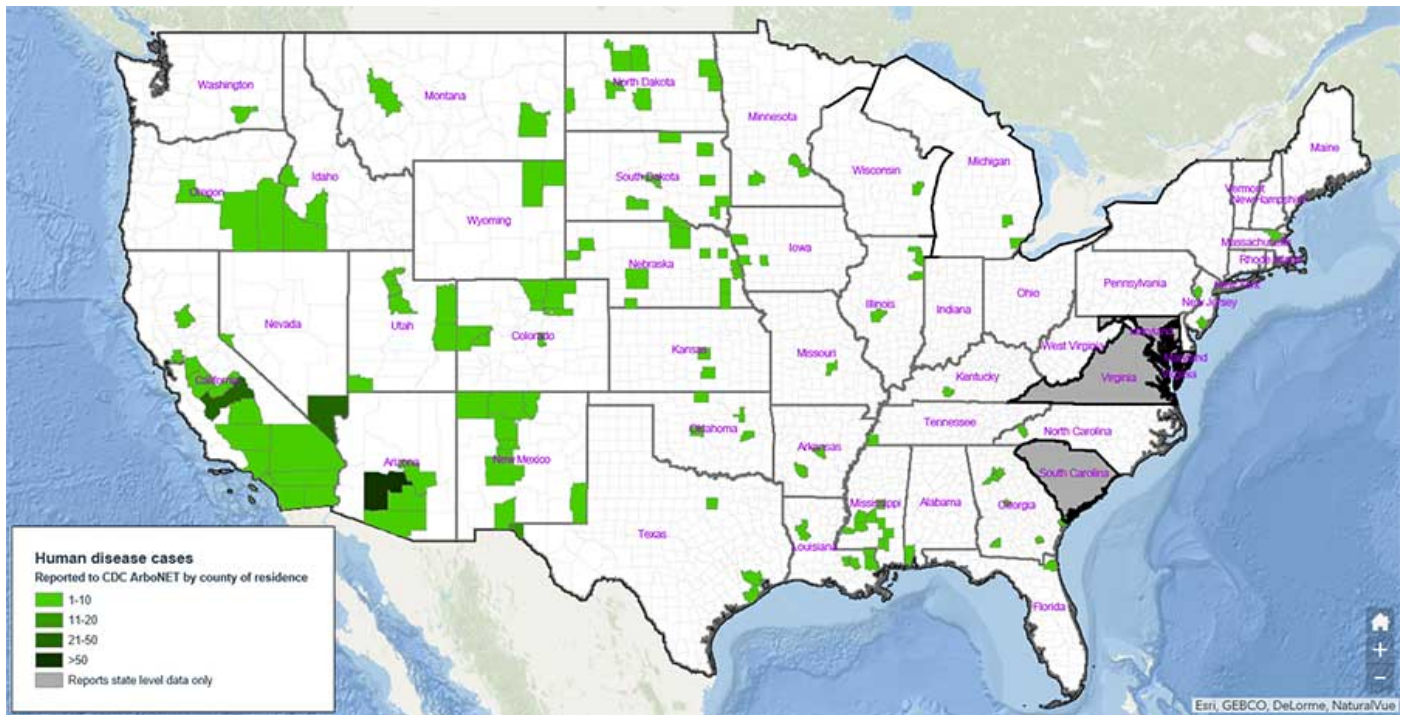 Washington
Montana
North Dakota
Minnesota
Maine
Oregon
Idaho
South Dakota
Wisconsin
Michigan
Vermont
New Hampshire
Wyoming
Iowa
Massachusetts
Rhode Island
Nebraska
Pennsylvania
Nevada
Utah
Colorado
Illinois
Indiana
Ohio
New Jersey
Kansas
Missouri
West Virginia
Maryland
Virginia
California
Kentucky
Arizona
New Mexico
Oklahoma
Arkansas
Tennessee
North Carolina
South Carolina
Texas
Louisiana
Mississippi
Alabama
Georgia
Florida
Human disease cases
Reported to CDC ArboNET by county of residence
1-10
11-20
21-50
>50
Reports state level data only
+
−
Esri, GEBCO, DeLorme, NaturalVue